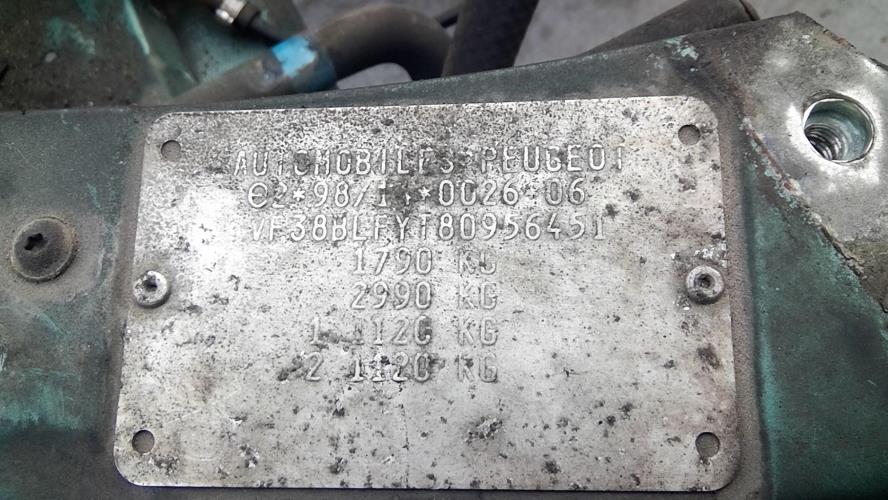 AUTOMOBILES PEUGEOT
e2*98/14*0026*06
VF38BLFYT80956451
1790 KG
2990 KG
1 1120 KG
2 1120 KG